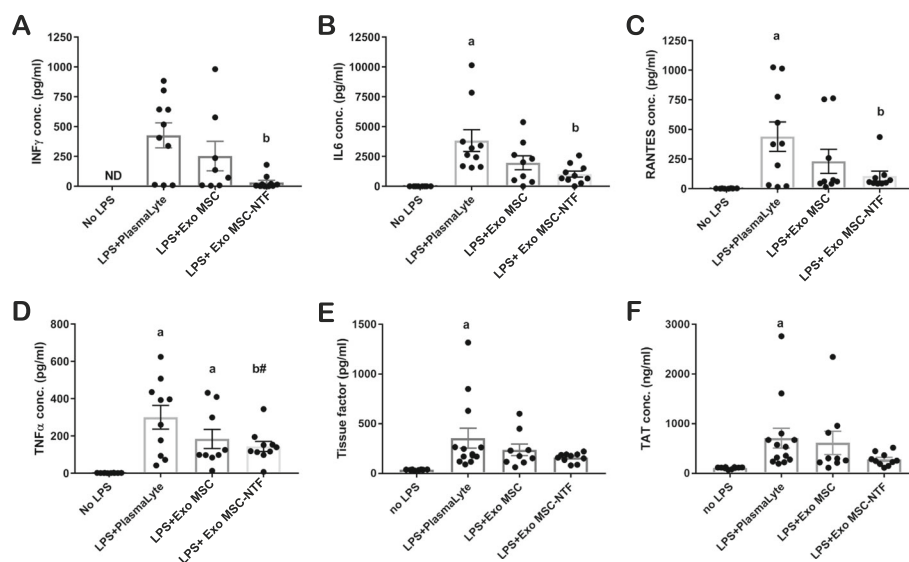 A
INFγ conc. (pg/ml)
1250
1000
750
500
250
0
ND
b
No LPS
LPS+PlasmaLyte
LPS+Exo MSC
LPS+ Exo MSC-NTF
B
IL6 conc. (pg/ml)
12500
10000
7500
5000
2500
0
a
b
No LPS
LPS+PlasmaLyte
LPS+Exo MSC
LPS+ Exo MSC-NTF
C
RANTES conc. (pg/ml)
1250
1000
750
500
250
0
a
b
No LPS
LPS+PlasmaLyte
LPS+Exo MSC
LPS+ Exo MSC-NTF
D
TNFα conc. (pg/ml)
800
600
400
200
0
a
a
b#
No LPS
LPS+PlasmaLyte
LPS+Exo MSC
LPS+ Exo MSC-NTF
E
Tissue factor (pg/ml)
1500
1000
500
0
a
no LPS
LPS+PlasmaLyte
LPS+Exo MSC
LPS+Exo MSC-NTF
F
TAT conc. (ng/ml)
3000
2000
1000
0
a
no LPS
LPS+PlasmaLyte
LPS+Exo MSC
LPS+Exo MSC-NTF